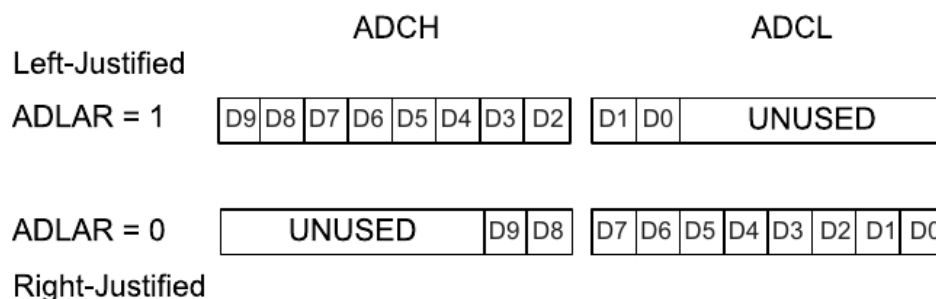 ADCH ADCL
Left-Justified
ADLAR = 1 D9 D8 D7 D6 D5 D4 D3 D2 D1 D0 UNUSED
ADLAR = 0 UNUSED D9 D8 D7 D6 D5 D4 D3 D2 D1 D0
Right-Justified